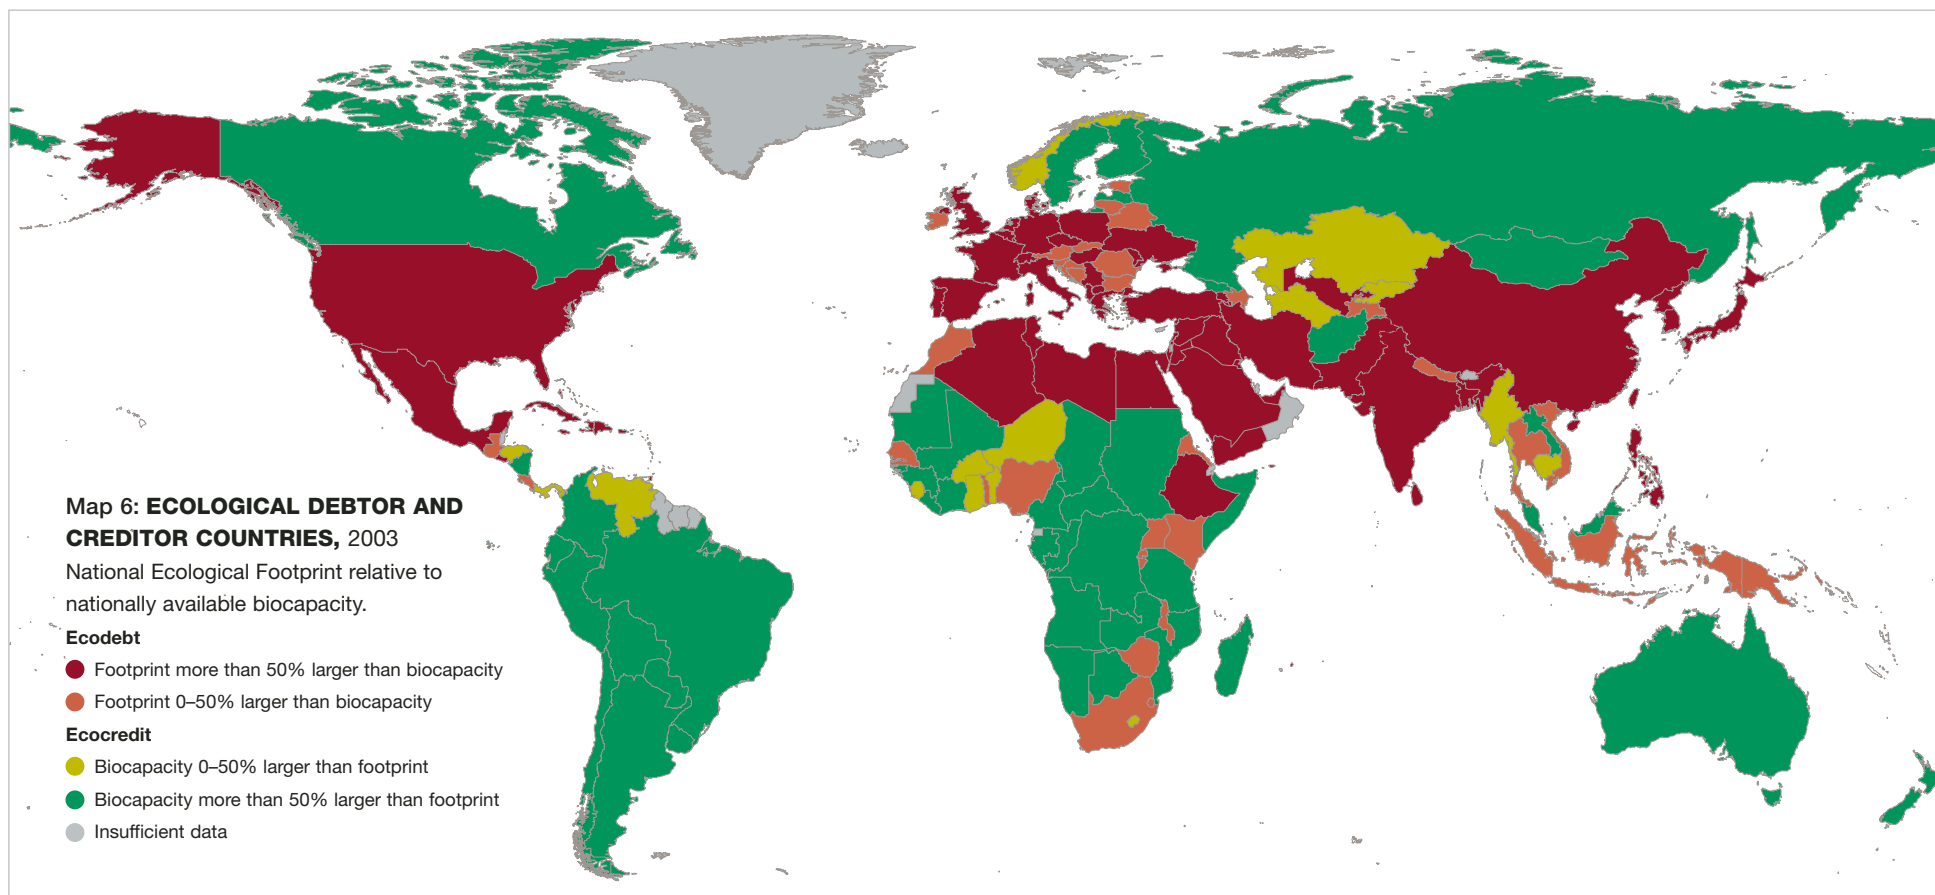 Map 6: ECOLOGICAL DEBTOR AND
CREDITOR COUNTRIES, 2003
National Ecological Footprint relative to
nationally available biocapacity.
Ecodebt
Footprint more than 50% larger than biocapacity
Footprint 0–50% larger than biocapacity
Ecocredit
Biocapacity 0–50% larger than footprint
Biocapacity more than 50% larger than footprint
Insufficient data